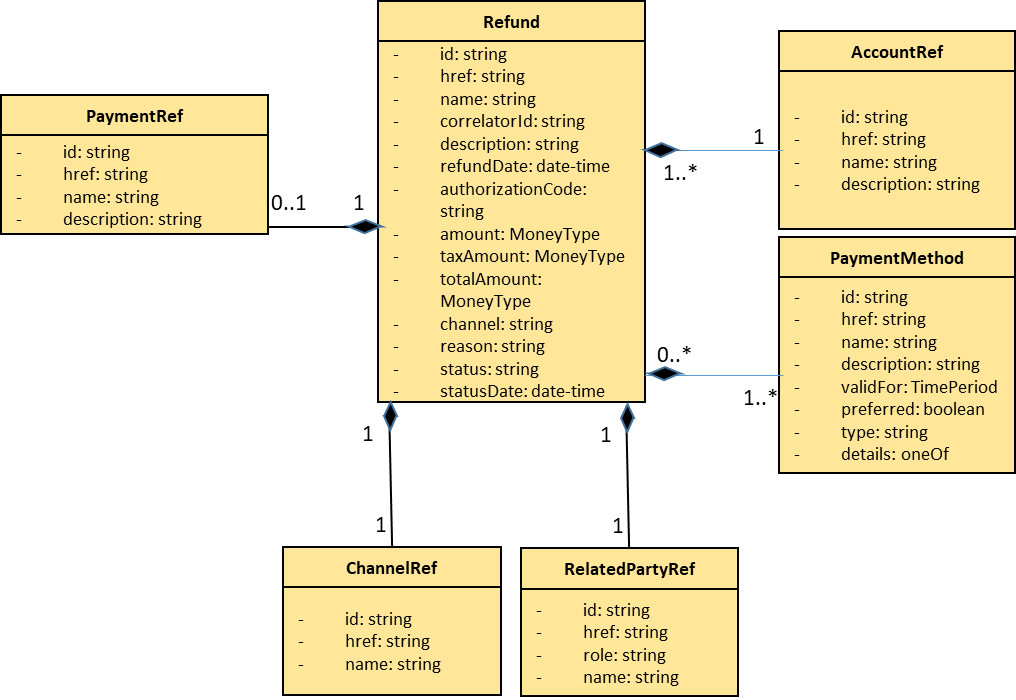 Refund
- id: string
- href: string
- name: string
- correlatorId: string
- description: string
- refundDate: date-time
- authorizationCode:
string
- amount: MoneyType
- taxAmount: MoneyType
- totalAmount:
MoneyType
- channel: string
- reason: string
- status: string
- statusDate: date-time
PaymentRef
- id: string
- href: string
- name: string
- description: string
0..1
1
AccountRef
- id: string
- href: string
- name: string
- description: string
1
1..*
PaymentMethod
- id: string
- href: string
- name: string
- description: string
- validFor: TimePeriod
- preferred: boolean
- type: string
- details: oneOf
0..*
1..*
1
1
ChannelRef
- id: string
- href: string
- name: string
1
1
RelatedPartyRef
- id: string
- href: string
- role: string
- name: string